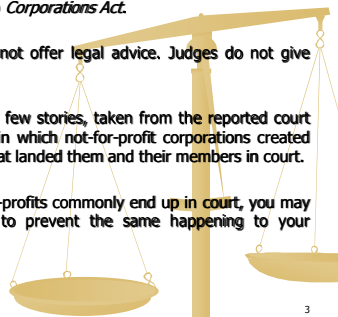 Corporations Act.
not offer legal advice. Judges do not give
few stories, taken from the reported court
in which not-for-profit corporations created
at landed them and their members in court.
-profits commonly end up in court, you may
to prevent the same happening to your
3